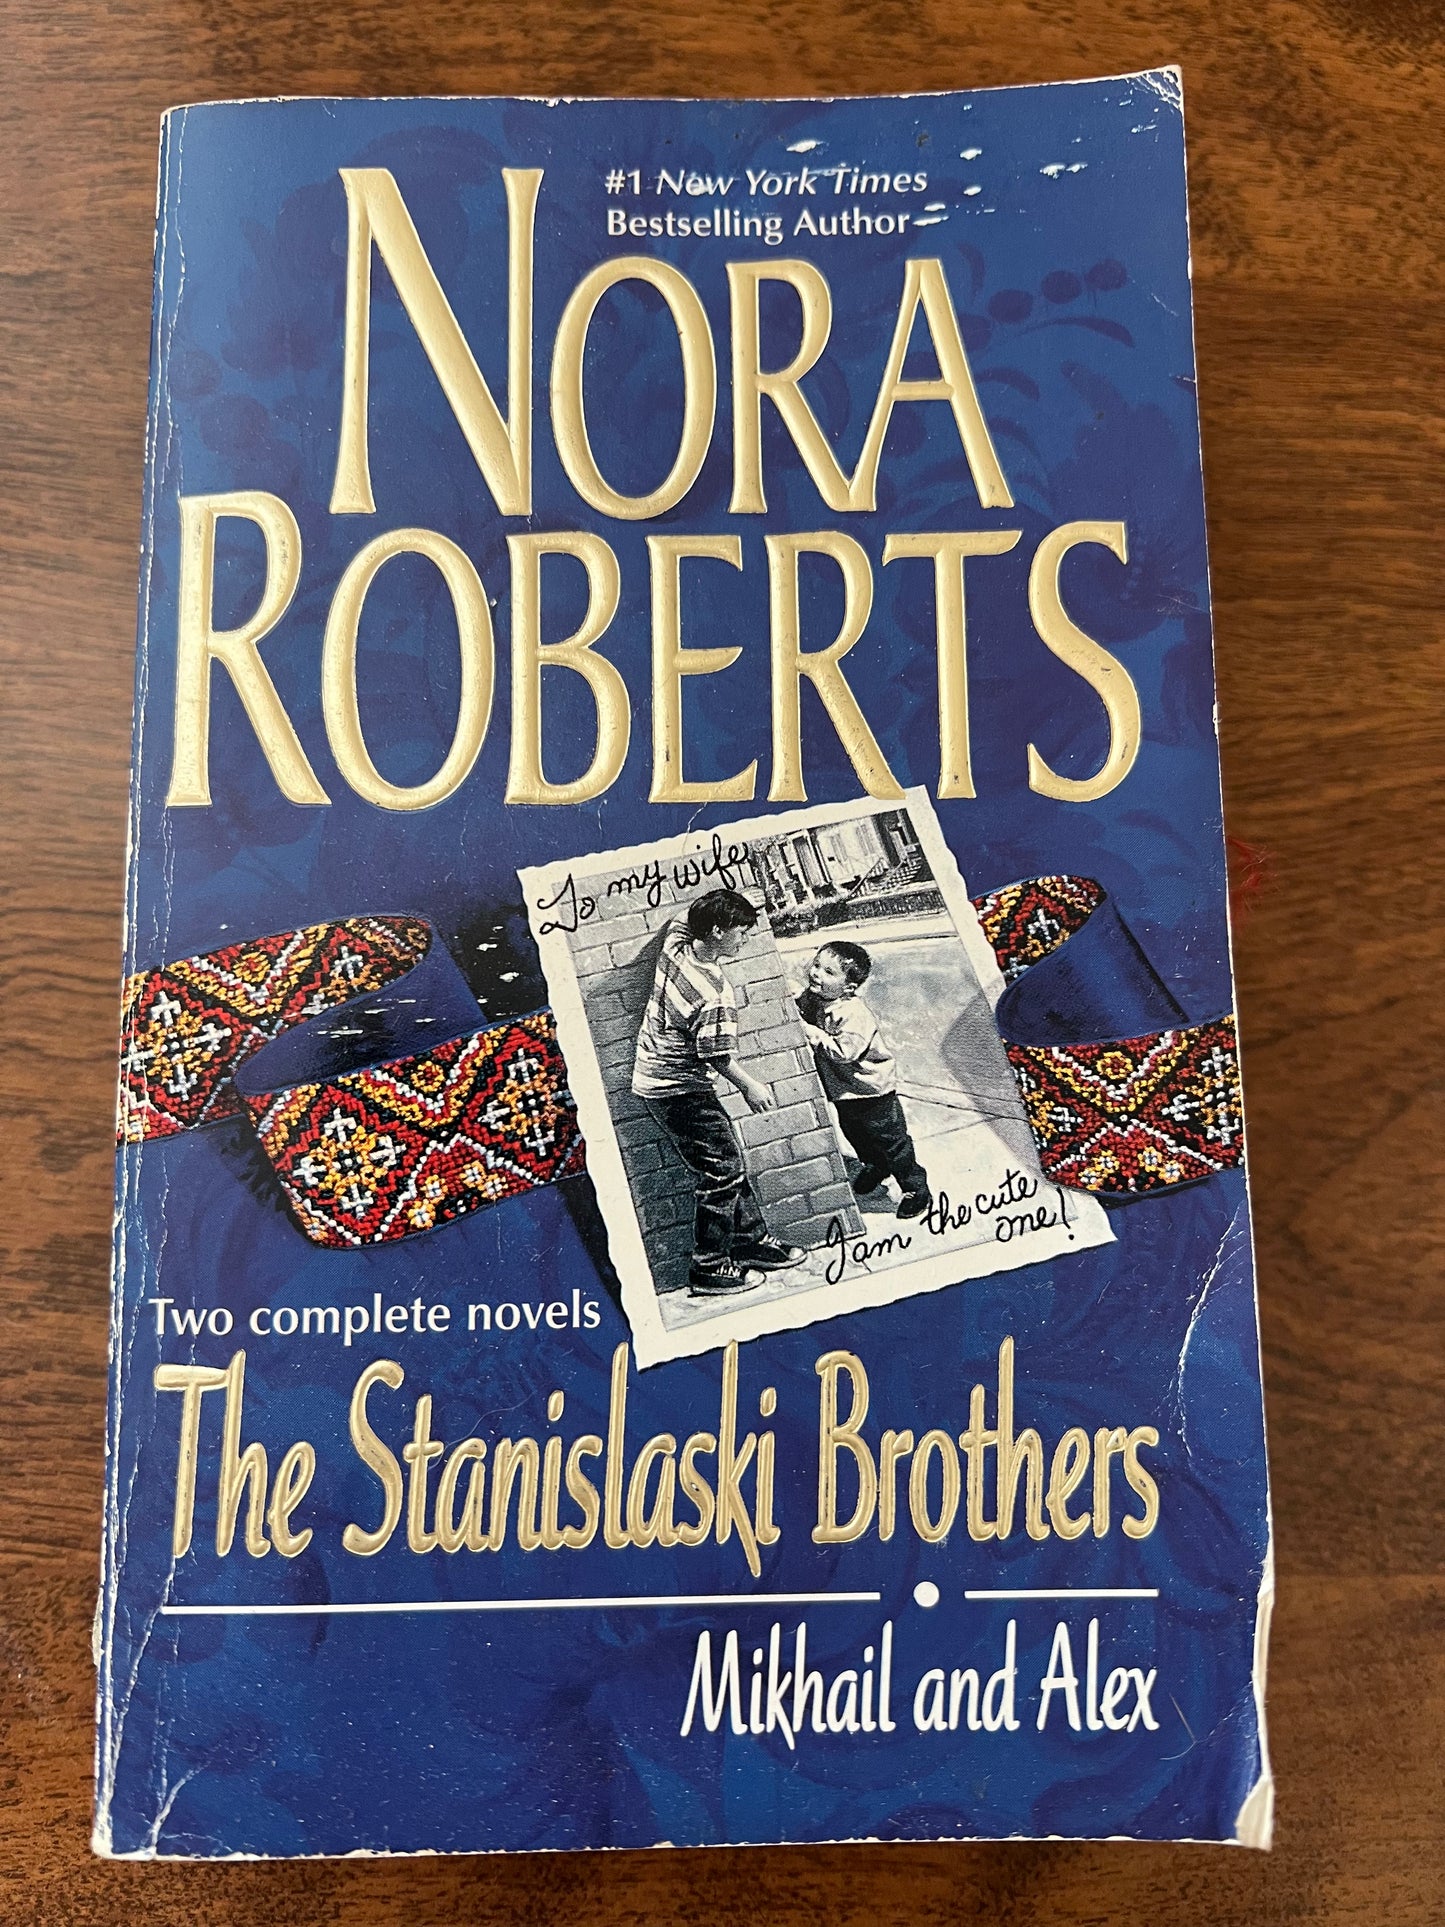 #1 New York Times
Bestselling Author
NORA
ROBERTS
To my wife
I am the cute
one!
Two complete novels
The Stanislaski Brothers
Mikhail and Alex